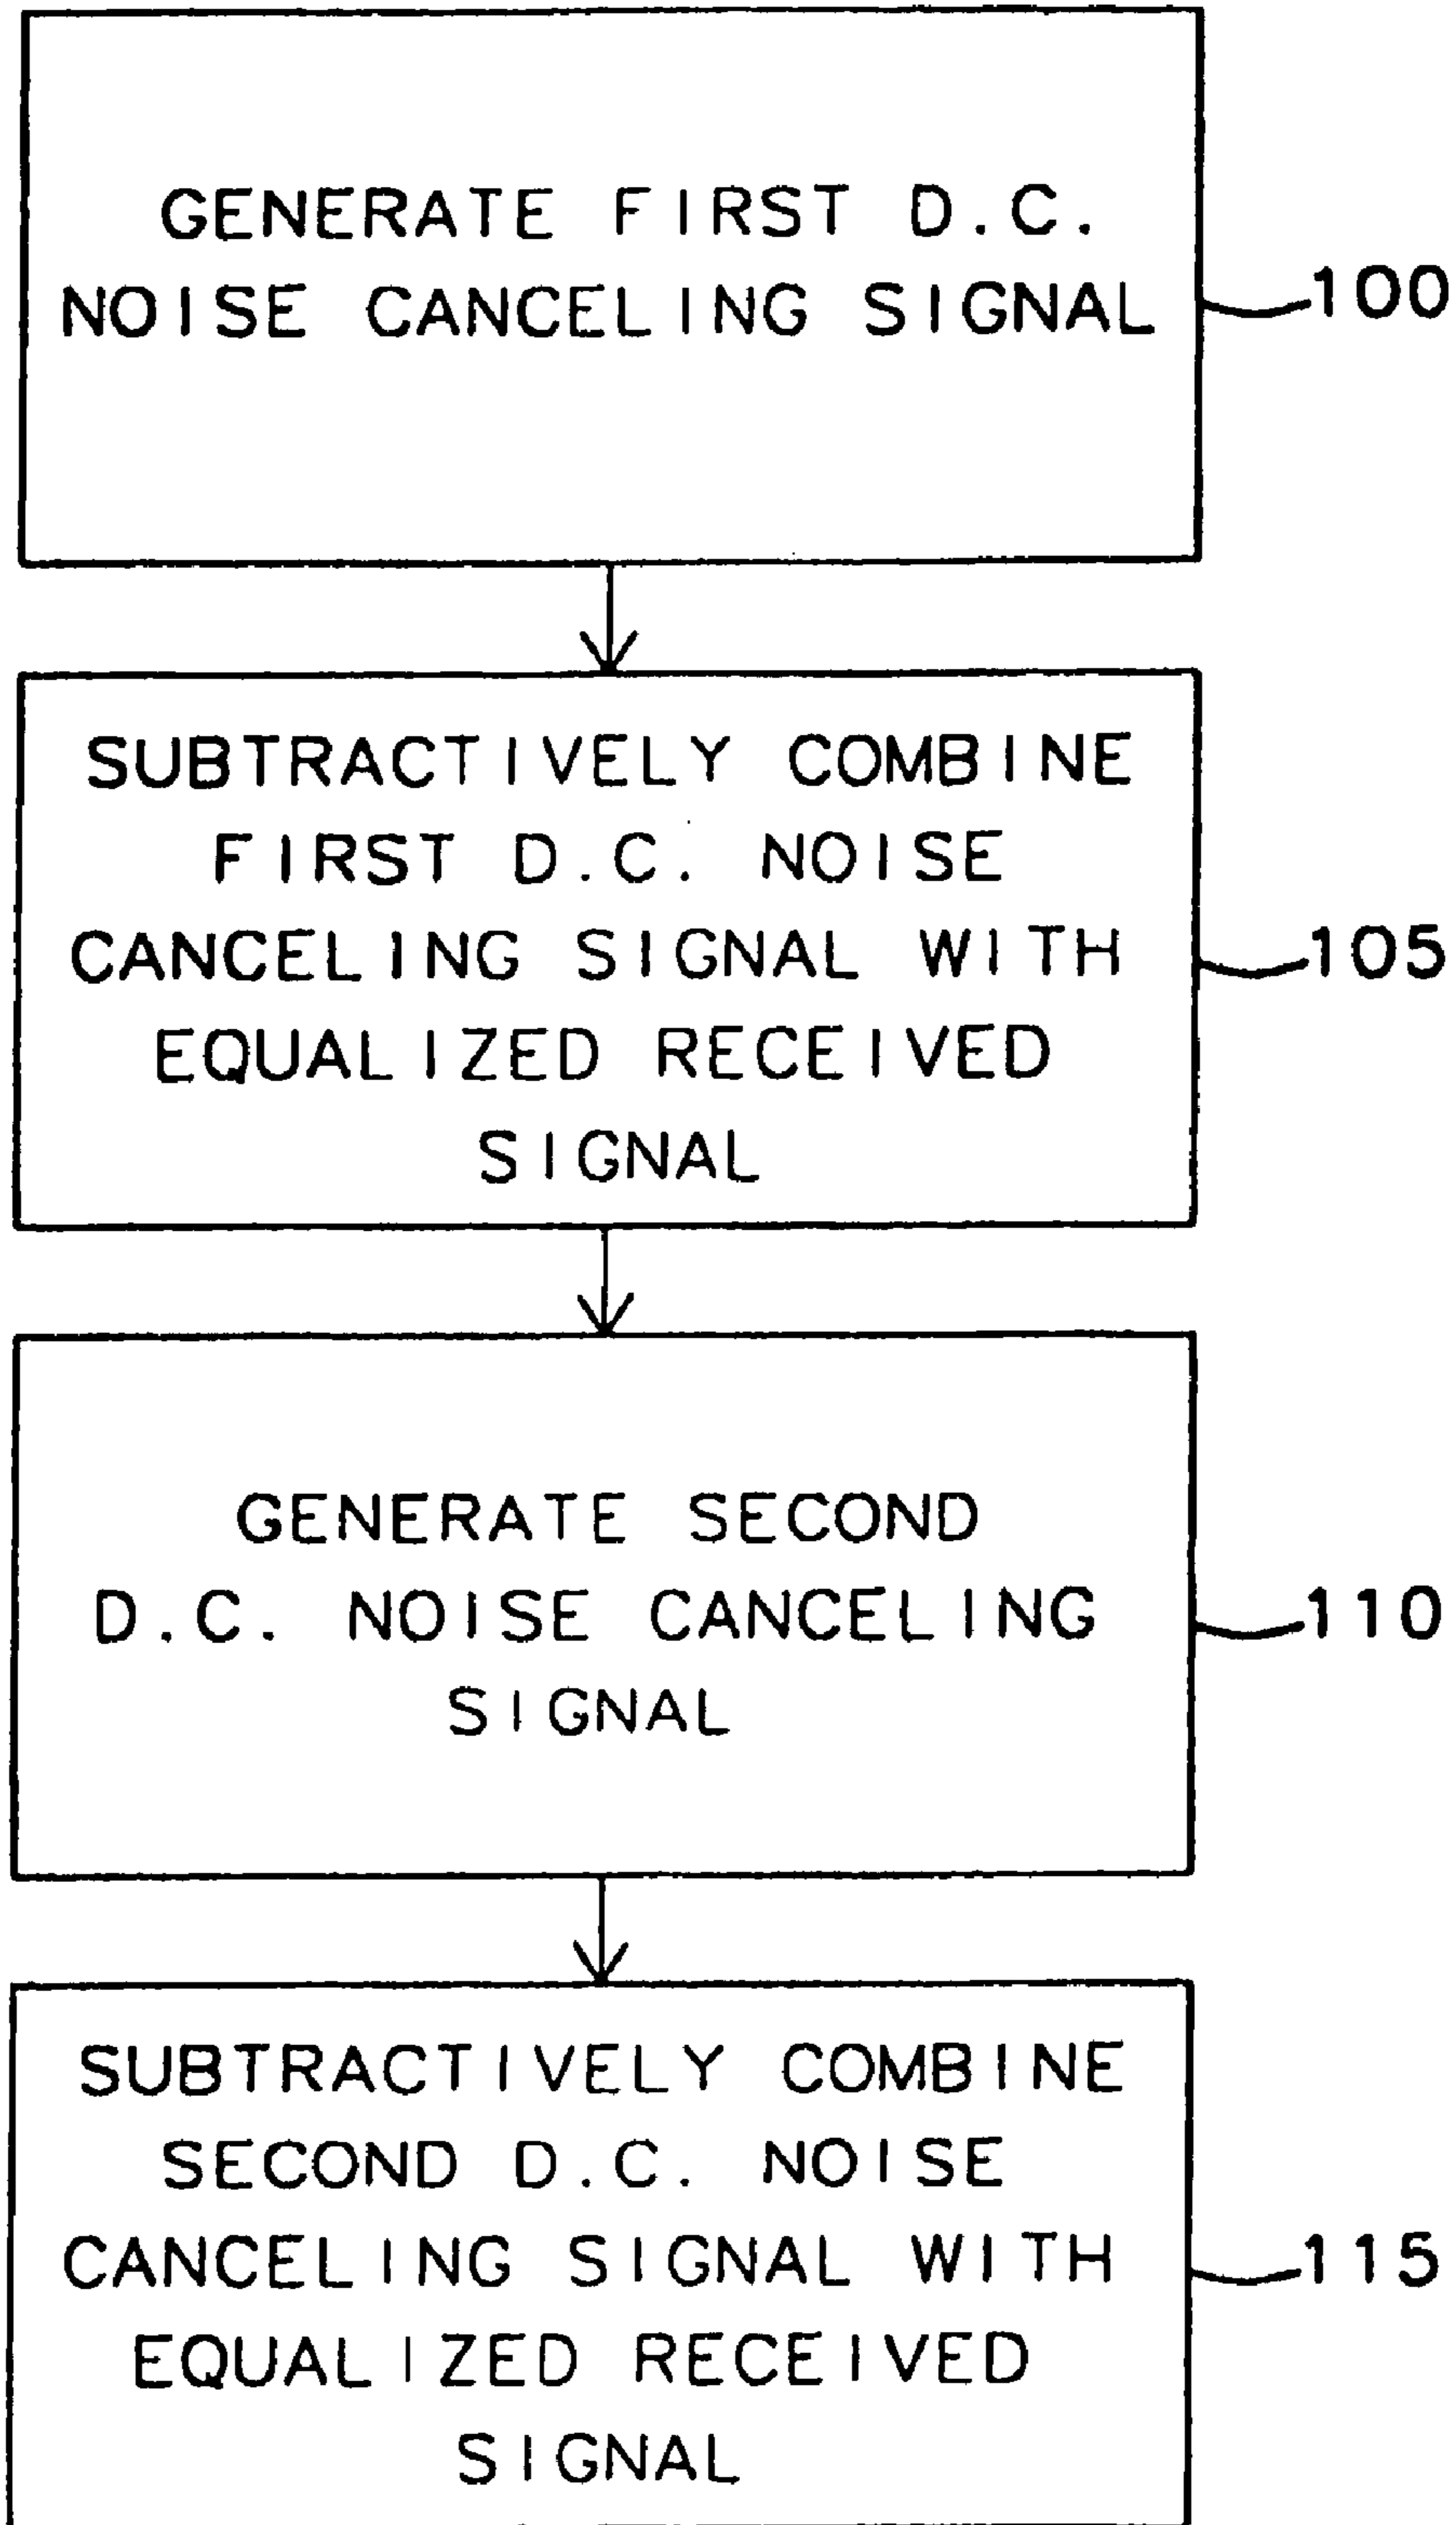 GENERATE FIRST D.C.
NOISE CANCELING SIGNAL
100
SUBTRACTIVELY COMBINE
FIRST D.C. NOISE
CANCELING SIGNAL WITH
EQUALIZED RECEIVED
SIGNAL
105
GENERATE SECOND
D.C. NOISE CANCELING
SIGNAL
110
SUBTRACTIVELY COMBINE
SECOND D.C. NOISE
CANCELING SIGNAL WITH
EQUALIZED RECEIVED
SIGNAL
115